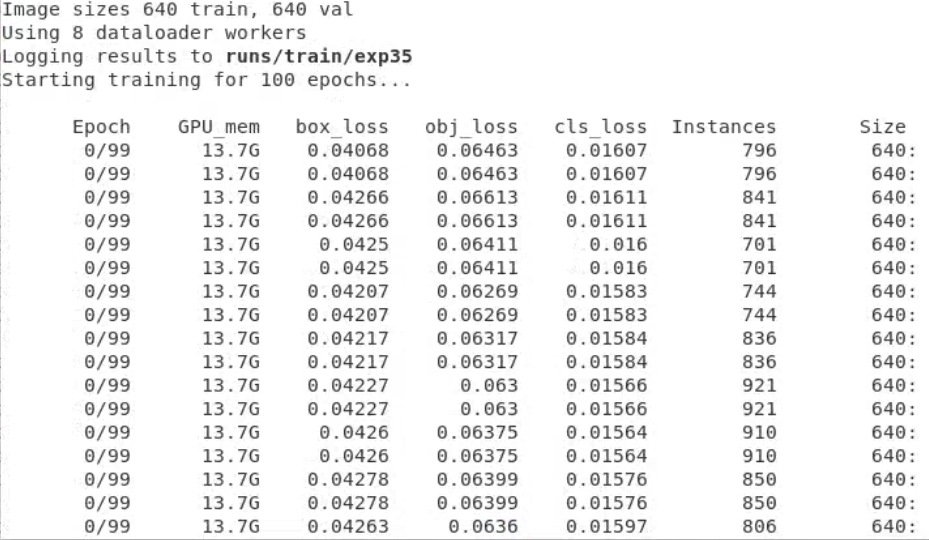 Image sizes 640 train, 640 val
Using 8 dataloader workers
Logging results to runs/train/exp35
Starting training for 100 epochs...
Epoch GPU_mem box_loss obj_loss cls_loss Instances Size
0/99 13.7G 0.04068 0.06463 0.01607 796 640:
0/99 13.7G 0.04068 0.06463 0.01607 796 640:
0/99 13.7G 0.04266 0.06613 0.01611 841 640:
0/99 13.7G 0.04266 0.06613 0.01611 841 640:
0/99 13.7G 0.0425 0.06411 0.016 701 640:
0/99 13.7G 0.0425 0.06411 0.016 701 640:
0/99 13.7G 0.04207 0.06269 0.01583 744 640:
0/99 13.7G 0.04207 0.06269 0.01583 744 640:
0/99 13.7G 0.04217 0.06317 0.01584 836 640:
0/99 13.7G 0.04217 0.06317 0.01584 836 640:
0/99 13.7G 0.04227 0.063 0.01566 921 640:
0/99 13.7G 0.04227 0.063 0.01566 921 640:
0/99 13.7G 0.0426 0.06375 0.01564 910 640:
0/99 13.7G 0.0426 0.06375 0.01564 910 640:
0/99 13.7G 0.04278 0.06399 0.01576 850 640:
0/99 13.7G 0.04278 0.06399 0.01576 850 640:
0/99 13.7G 0.04263 0.0636 0.01597 806 640: